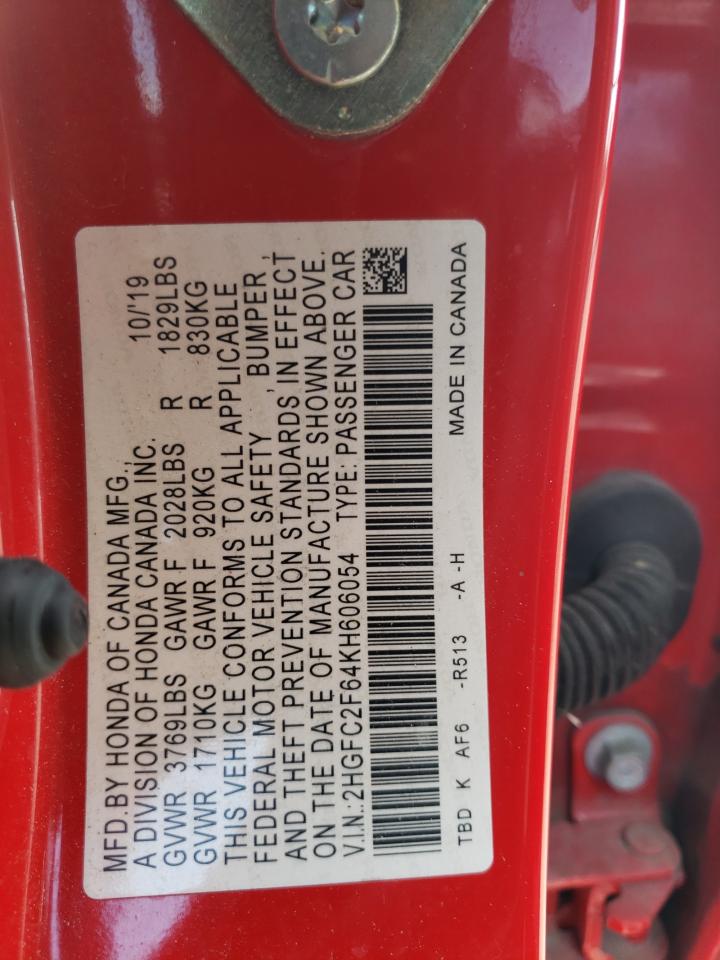 MFD.BY HONDA OF CANADA MFG., 10/'19
A DIVISION OF HONDA CANADA INC.
GVWR 3769LBS GAWR F 2028LBS R 1829LBS
GVWR 1710KG GAWR F 920KG R 830KG
THIS VEHICLE CONFORMS TO ALL APPLICABLE
FEDERAL MOTOR VEHICLE SAFETY , BUMPER ,
AND THEFT PREVENTION STANDARDS IN EFFECT
ON THE DATE OF MANUFACTURE SHOWN ABOVE.
V.I.N.:2HGFC2F64KH606054 TYPE: PASSENGER CAR
TBD K AF6 -R513 -A -H MADE IN CANADA